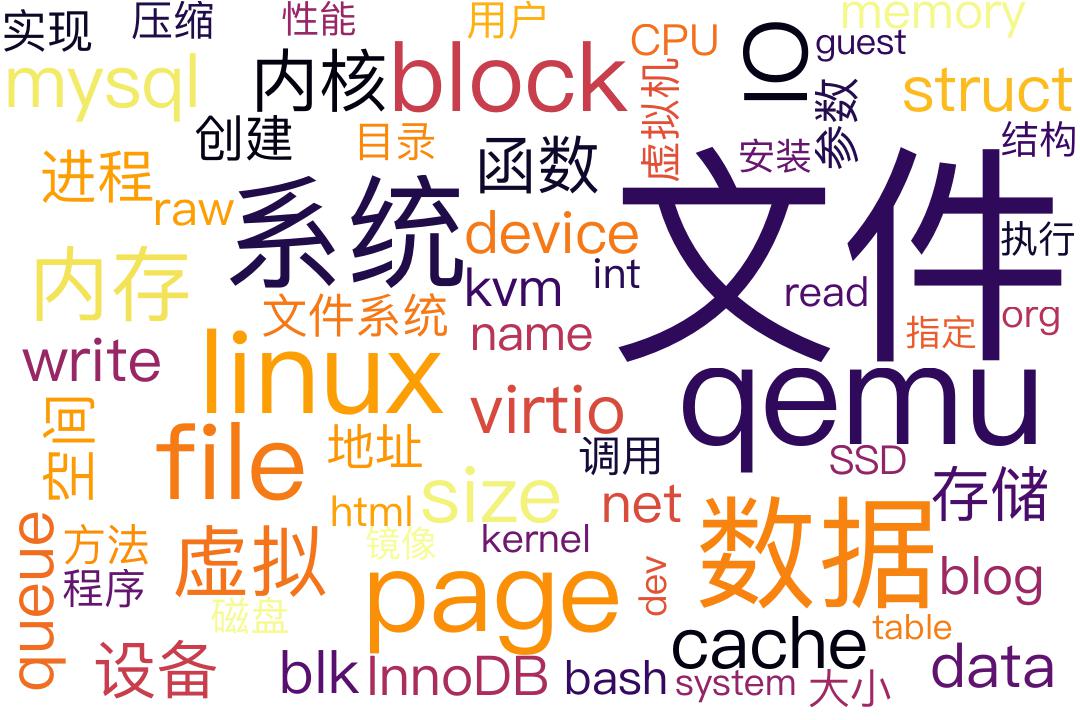 实现
压缩
性能
用户
memory
CPU
IO
guest
mysql
内核
block
虚拟机
参数
struct
创建
目录
函数
安装
结构
进程
raw
系统
device
文件
执行
内存
kvm
int
read
文件系统
name
指定
org
write
linux
virtio
qemu
空间
file
地址
调用
SSD
存储
size
net
数据
html
queue
方法
虚拟
镜像
kernel
程序
page
dev
blog
磁盘
cache
table
设备
blk
InnoDB
bash
system
大小
data